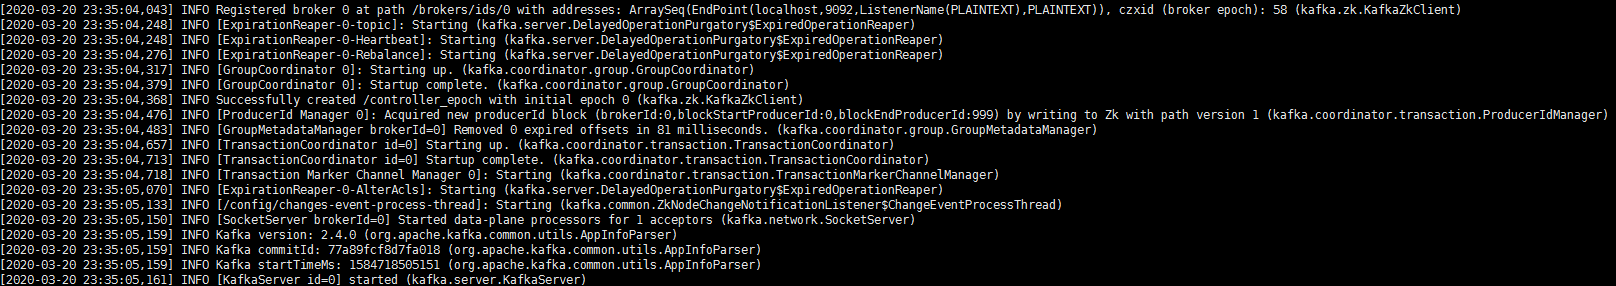 [2020-03-20 23:35:04,043] INFO Registered broker 0 at path /brokers/ids/0 with addresses: ArraySeq(EndPoint(localhost,9092,ListenerName(PLAINTEXT),PLAINTEXT)), czxid (broker epoch): 58 (kafka.zk.KafkaZkClient)
[2020-03-20 23:35:04,248] INFO [ExpirationReaper-0-topic]: Starting (kafka.server.DelayedOperationPurgatory$ExpiredOperationReaper)
[2020-03-20 23:35:04,248] INFO [ExpirationReaper-0-Heartbeat]: Starting (kafka.server.DelayedOperationPurgatory$ExpiredOperationReaper)
[2020-03-20 23:35:04,276] INFO [ExpirationReaper-0-Rebalance]: Starting (kafka.server.DelayedOperationPurgatory$ExpiredOperationReaper)
[2020-03-20 23:35:04,317] INFO [GroupCoordinator 0]: Starting up. (kafka.coordinator.group.GroupCoordinator)
[2020-03-20 23:35:04,379] INFO [GroupCoordinator 0]: Startup complete. (kafka.coordinator.group.GroupCoordinator)
[2020-03-20 23:35:04,368] INFO Successfully created /controller_epoch with initial epoch 0 (kafka.zk.KafkaZkClient)
[2020-03-20 23:35:04,476] INFO [ProducerId Manager 0]: Acquired new producerId block (brokerId:0,blockStartProducerId:0,blockEndProducerId:999) by writing to Zk with path version 1 (kafka.coordinator.transaction.ProducerIdManager)
[2020-03-20 23:35:04,483] INFO [GroupMetadataManager brokerId=0] Removed 0 expired offsets in 81 milliseconds. (kafka.coordinator.group.GroupMetadataManager)
[2020-03-20 23:35:04,657] INFO [TransactionCoordinator id=0] Starting up. (kafka.coordinator.transaction.TransactionCoordinator)
[2020-03-20 23:35:04,713] INFO [TransactionCoordinator id=0] Startup complete. (kafka.coordinator.transaction.TransactionCoordinator)
[2020-03-20 23:35:04,718] INFO [Transaction Marker Channel Manager 0]: Starting (kafka.coordinator.transaction.TransactionMarkerChannelManager)
[2020-03-20 23:35:05,070] INFO [ExpirationReaper-0-AlterAcls]: Starting (kafka.server.DelayedOperationPurgatory$ExpiredOperationReaper)
[2020-03-20 23:35:05,133] INFO [/config/changes-event-process-thread]: Starting (kafka.common.ZkNodeChangeNotificationListener$ChangeEventProcessThread)
[2020-03-20 23:35:05,150] INFO [SocketServer brokerId=0] Started data-plane processors for 1 acceptors (kafka.network.SocketServer)
[2020-03-20 23:35:05,159] INFO Kafka version: 2.4.0 (org.apache.kafka.common.utils.AppInfoParser)
[2020-03-20 23:35:05,159] INFO Kafka commitId: 77a89fcf8d7fa018 (org.apache.kafka.common.utils.AppInfoParser)
[2020-03-20 23:35:05,159] INFO Kafka startTimeMs: 1584718505151 (org.apache.kafka.common.utils.AppInfoParser)
[2020-03-20 23:35:05,161] INFO [KafkaServer id=0] started (kafka.server.KafkaServer)